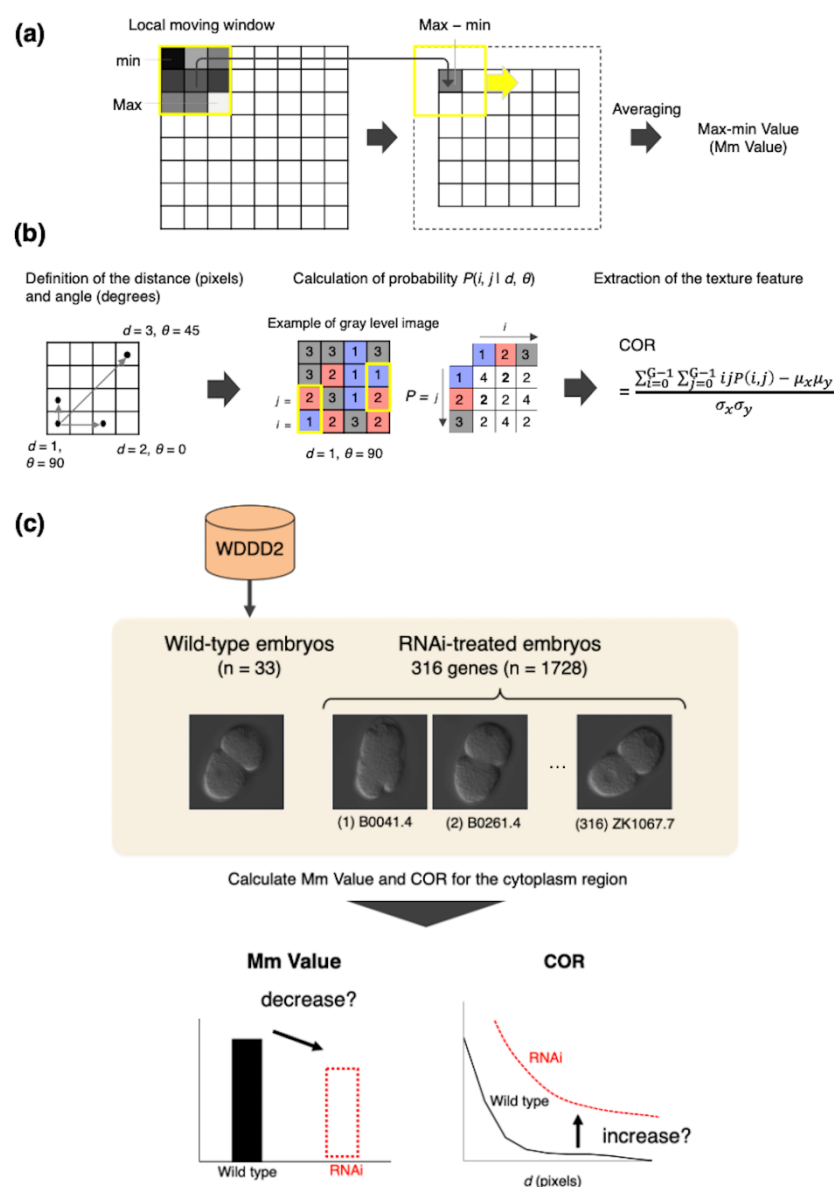 (a)
Local moving window
Max – min
min
Max
Averaging
Max-min Value
(Mm Value)
(b)
Definition of the distance (pixels)
and angle (degrees)
Calculation of probability P(i, j | d, θ)
Extraction of the texture feature
d = 3, θ = 45
d = 1,
θ = 90
d = 2, θ = 0
Example of gray level image
3 3 1 3
3 2 1 1
j = 2 3 1 2
i = 1 2 3 2
d = 1, θ = 90
i
1 2 3
P = j
1 4 2 2
2 2 2 4
3 2 4 2
COR
= \frac{\sum_{i=0}^{G-1} \sum_{j=0}^{G-1} ijP(i,j) − μ_xμ_y}{σ_xσ_y}
(c)
WDDD2
Wild-type embryos
(n = 33)
RNAi-treated embryos
316 genes (n = 1728)
...
(1) B0041.4
(2) B0261.4
(316) ZK1067.7
Calculate Mm Value and COR for the cytoplasm region
Mm Value
decrease?
Wild type
RNAi
COR
RNAi
Wild type
increase?
d (pixels)